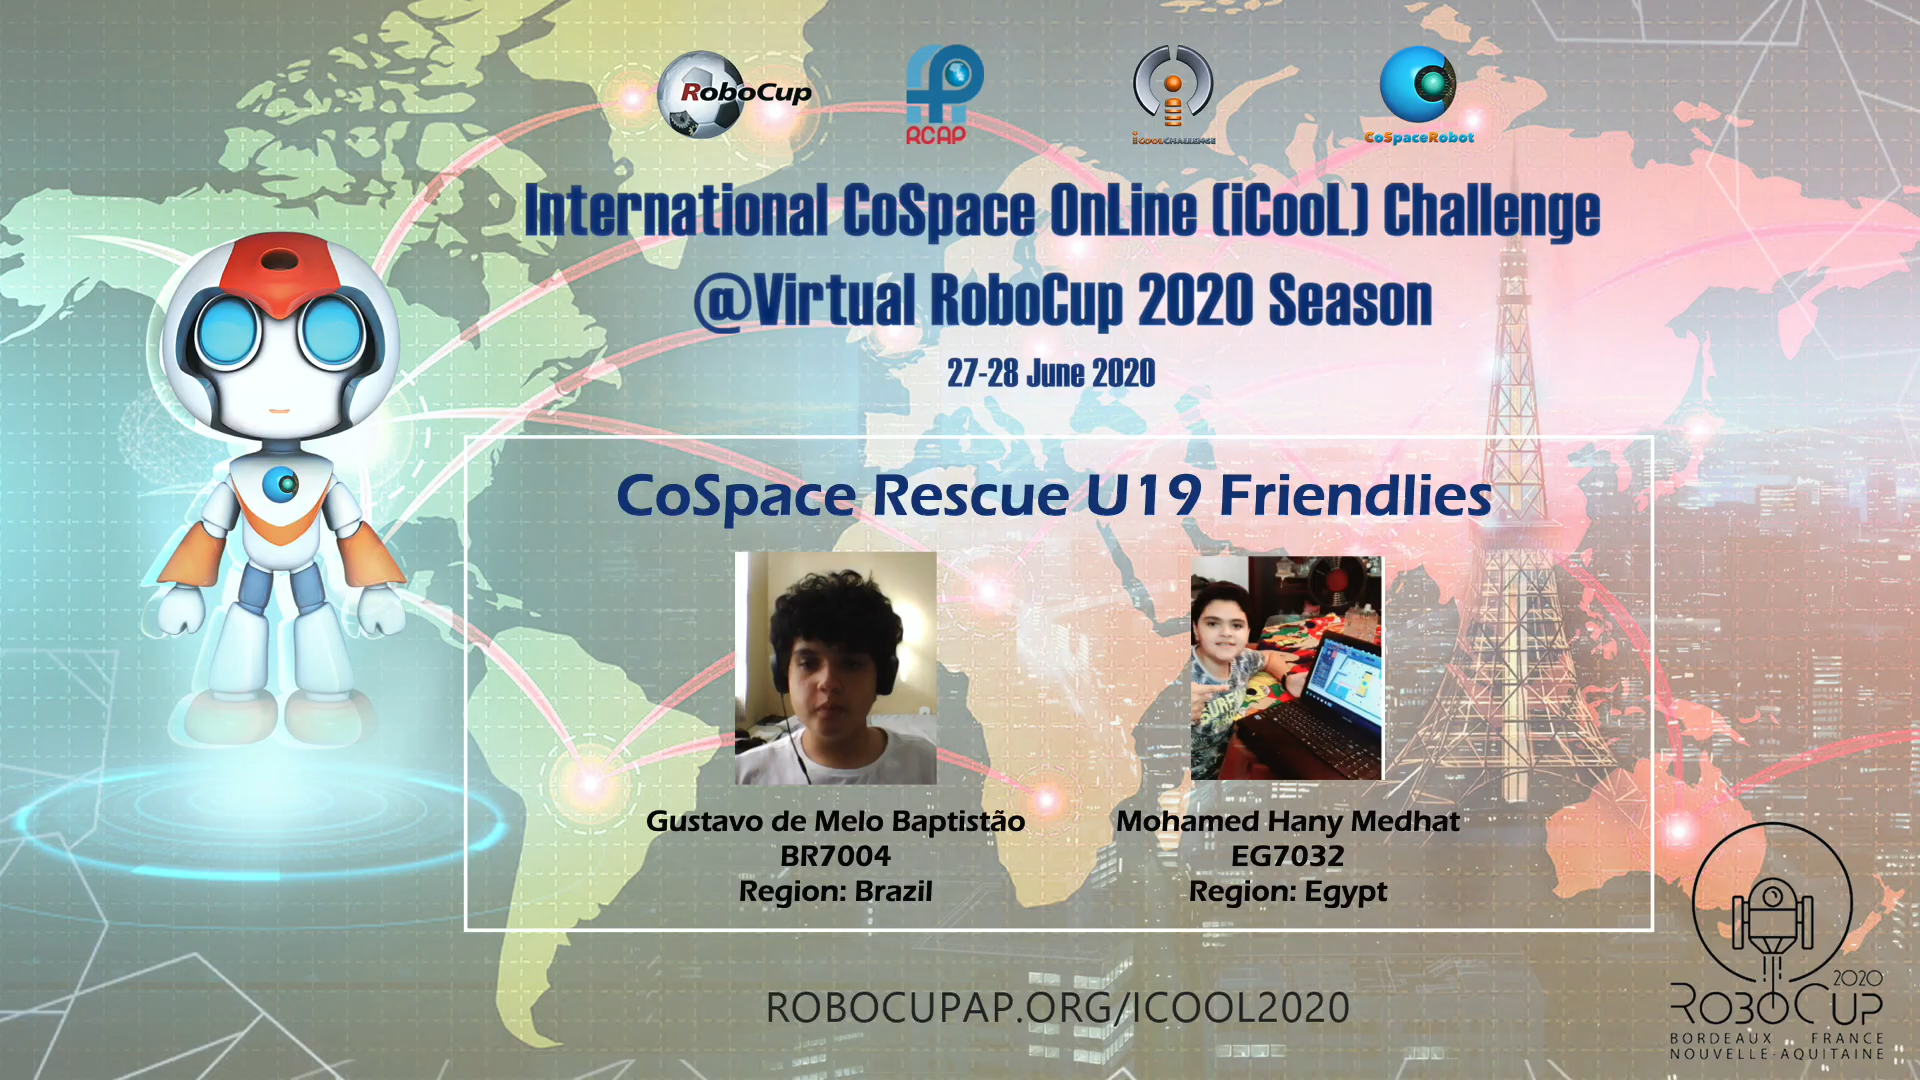 RoboCup
RCAP
iCOOLCHALLENGE
CoSpaceRobot
International CoSpace OnLine (iCooL) Challenge
@Virtual RoboCup 2020 Season
27-28 June 2020
CoSpace Rescue U19 Friendlies
Gustavo de Melo Baptistão
BR7004
Region: Brazil
Mohamed Hany Medhat
EG7032
Region: Egypt
ROBOCUPAP.ORG/ICOOL2020
2020
ROBOCUP
BORDEAUX FRANCE
NOUVELLE-AQUITAINE